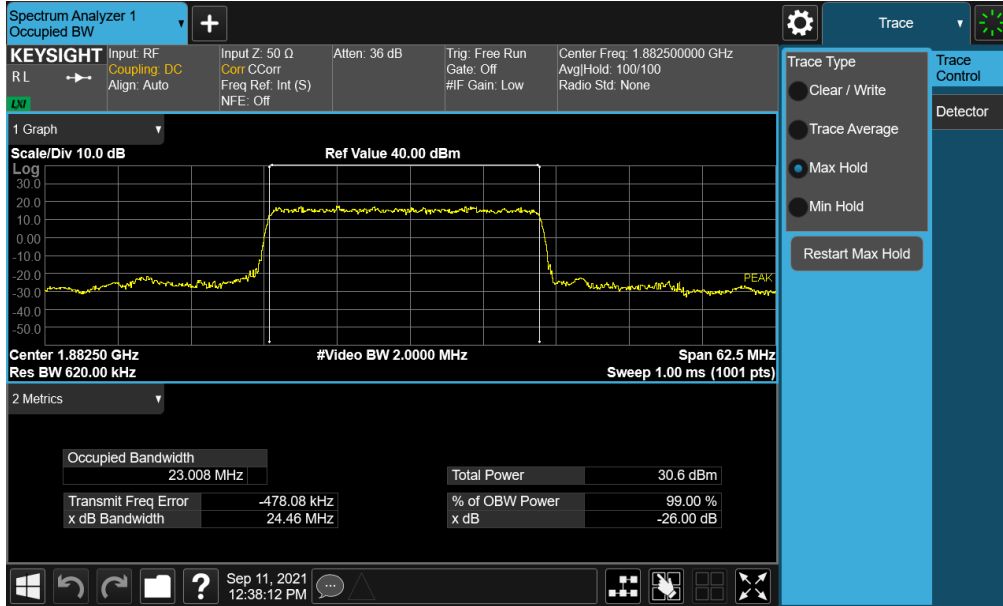 Spectrum Analyzer 1
Occupied BW
Trace
KEYSIGHT
RL
LXI
Input: RF
Coupling: DC
Align: Auto
Input Z: 50 Ω
Corr CCorr
Freq Ref: Int (S)
NFE: Off
Atten: 36 dB
Trig: Free Run
Gate: Off
#IF Gain: Low
Center Freq: 1.882500000 GHz
Avg|Hold: 100/100
Radio Std: None
1 Graph
Scale/Div 10.0 dB
Ref Value 40.00 dBm
Log
30.0
20.0
10.0
0.00
-10.0
-20.0
-30.0
-40.0
-50.0
PEAK
Center 1.88250 GHz
#Video BW 2.0000 MHz
Span 62.5 MHz
Res BW 620.00 kHz
Sweep 1.00 ms (1001 pts)
2 Metrics
Occupied Bandwidth
23.008 MHz
Total Power 30.6 dBm
Transmit Freq Error -478.08 kHz
% of OBW Power 99.00 %
x dB Bandwidth 24.46 MHz
x dB -26.00 dB
Trace Type
Clear / Write
Trace Average
Max Hold
Min Hold
Restart Max Hold
Trace
Control
Detector
?
Sep 11, 2021
12:38:12 PM